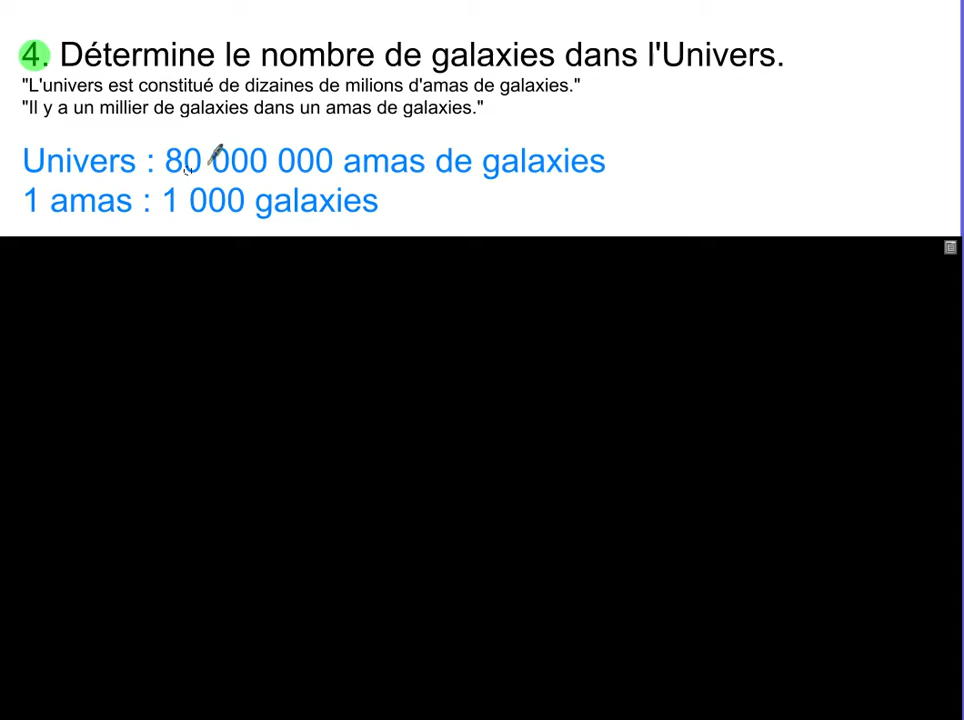 4. Détermine le nombre de galaxies dans l'Univers.
"L'univers est constitué de dizaines de milions d'amas de galaxies."
"Il y a un millier de galaxies dans un amas de galaxies."
Univers : 80 000 000 amas de galaxies
1 amas : 1 000 galaxies